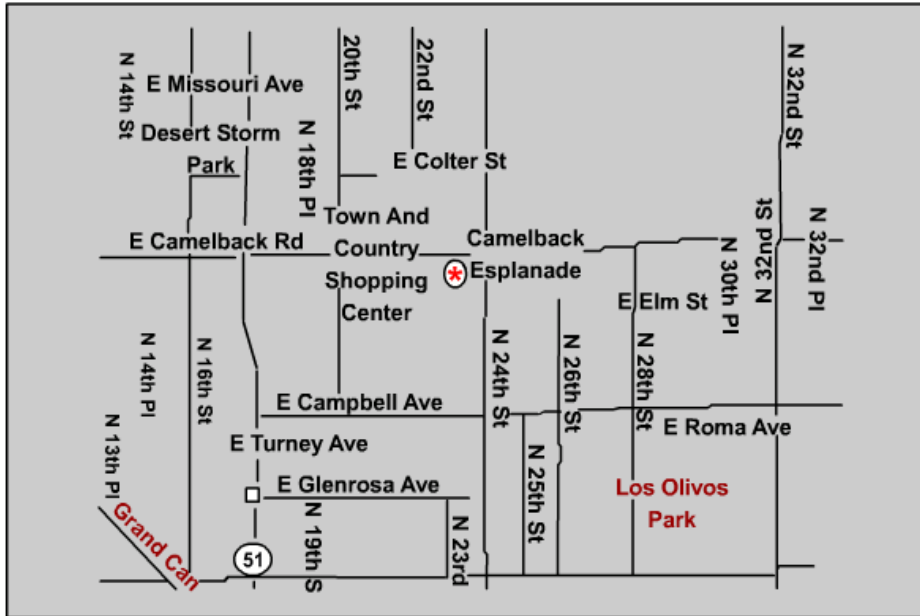 N 14th St
E Missouri Ave
20th St
22nd St
N 32nd St
Desert Storm
Park
N 18th Pl
E Colter St
Town And
Country
Shopping
Center
E Camelback Rd
Camelback
Esplanade
*
N 32nd St
N 32nd Pl
N 30th Pl
E Elm St
N 14th Pl
N 16th St
N 24th St
N 26th St
N 28th St
E Campbell Ave
E Roma Ave
N 13th Pl
E Turney Ave
N 25th St
E Glenrosa Ave
Los Olivos
Park
Grand Can
51
N 19th S
N 23rd